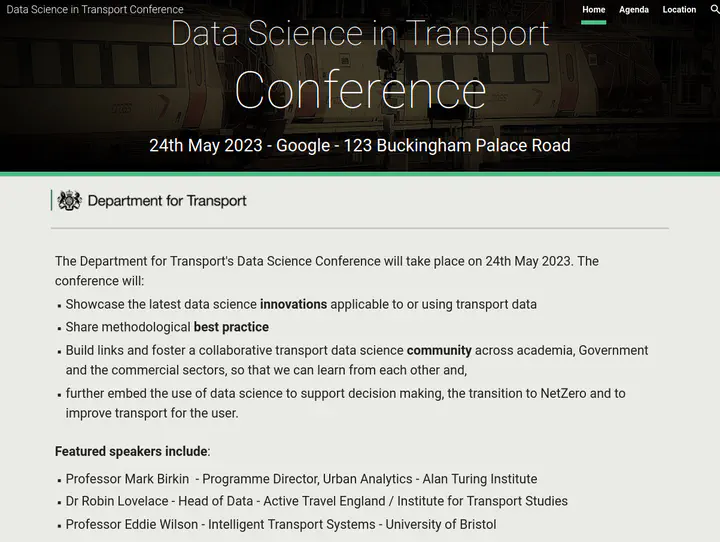 Data Science in Transport Conference
Home Agenda Location
Data Science in Transport
Conference
24th May 2023 - Google - 123 Buckingham Palace Road
Department for Transport
The Department for Transport's Data Science Conference will take place on 24th May 2023. The
conference will:
▪ Showcase the latest data science innovations applicable to or using transport data
▪ Share methodological best practice
▪ Build links and foster a collaborative transport data science community across academia, Government
and the commercial sectors, so that we can learn from each other and,
▪ further embed the use of data science to support decision making, the transition to NetZero and to
improve transport for the user.
Featured speakers include:
▪ Professor Mark Birkin - Programme Director, Urban Analytics - Alan Turing Institute
▪ Dr Robin Lovelace - Head of Data - Active Travel England / Institute for Transport Studies
▪ Professor Eddie Wilson - Intelligent Transport Systems - University of Bristol